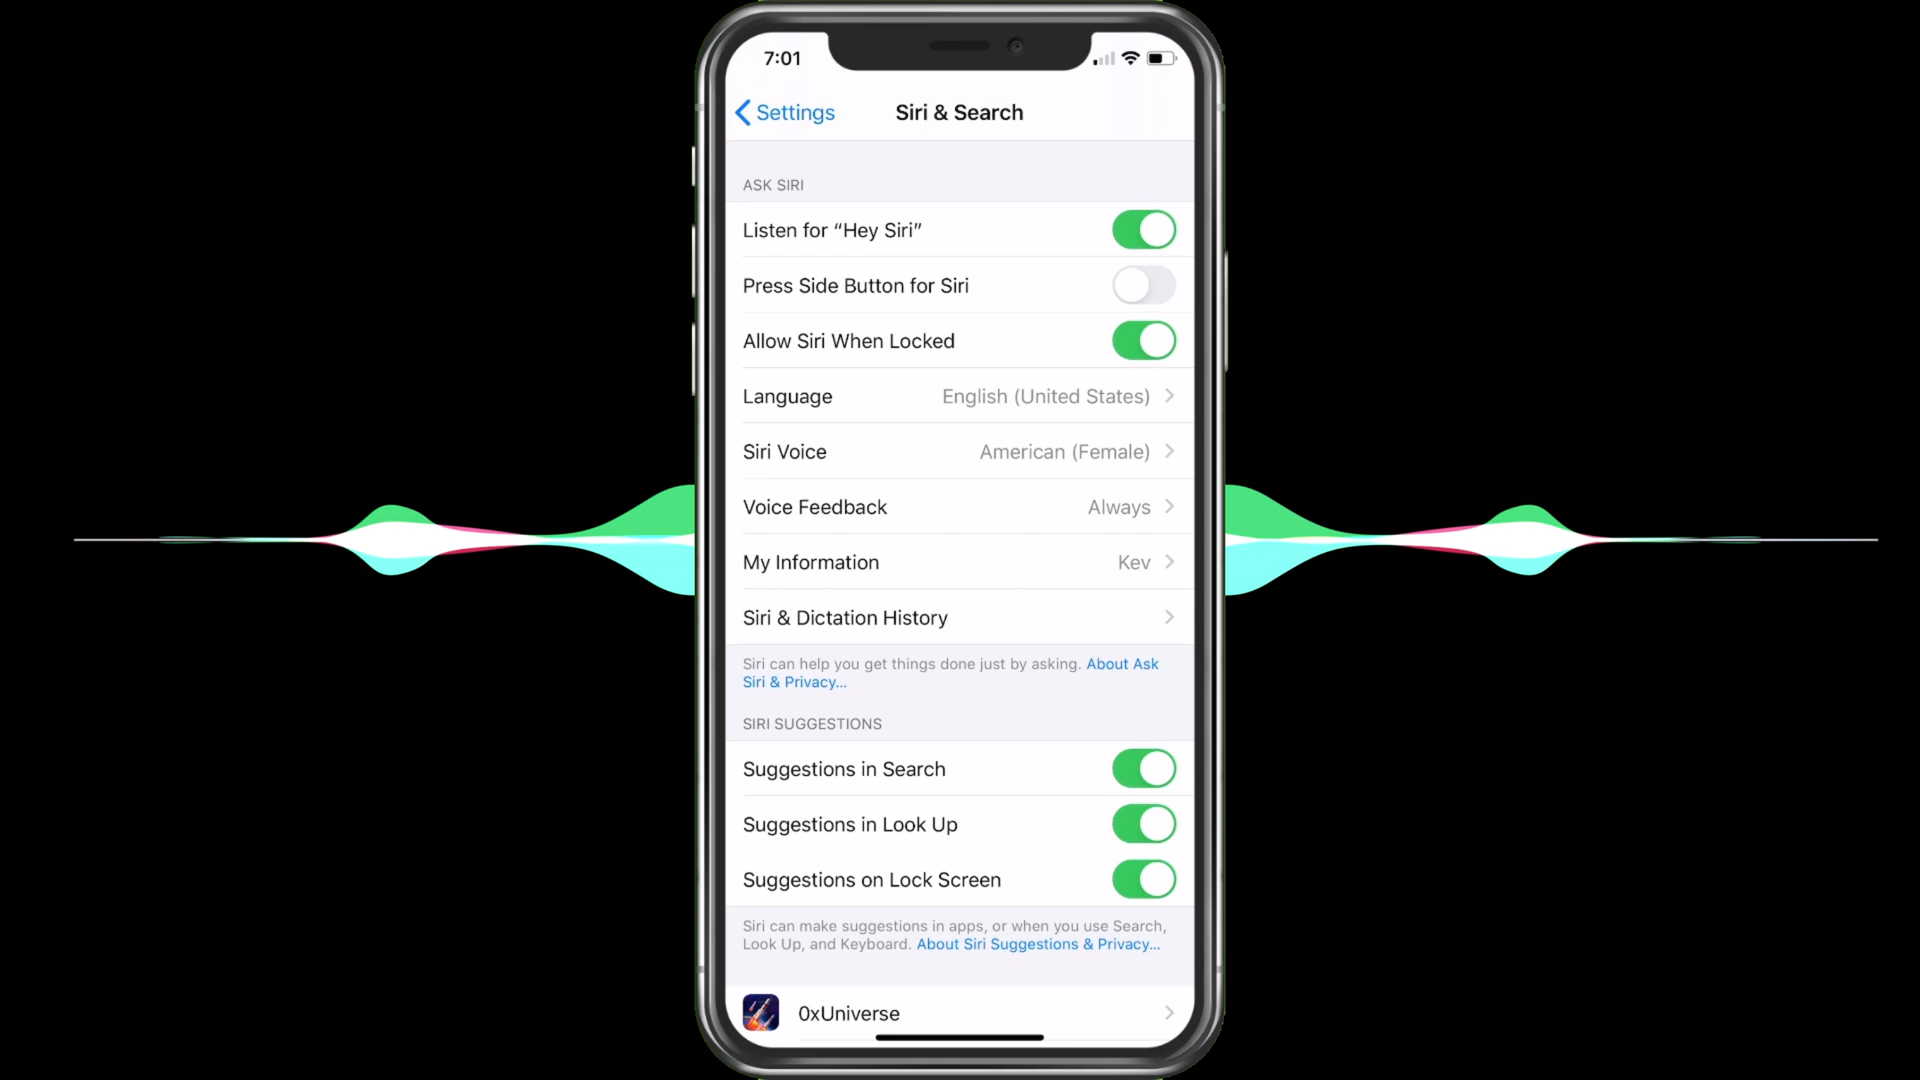 7:01
Settings
Siri & Search
ASK SIRI
Listen for “Hey Siri”
Press Side Button for Siri
Allow Siri When Locked
Language English (United States)
Siri Voice American (Female)
Voice Feedback Always
My Information Kev
Siri & Dictation History
Siri can help you get things done just by asking. About Ask
Siri & Privacy...
SIRI SUGGESTIONS
Suggestions in Search
Suggestions in Look Up
Suggestions on Lock Screen
Siri can make suggestions in apps, or when you use Search,
Look Up, and Keyboard. About Siri Suggestions & Privacy...
0xUniverse